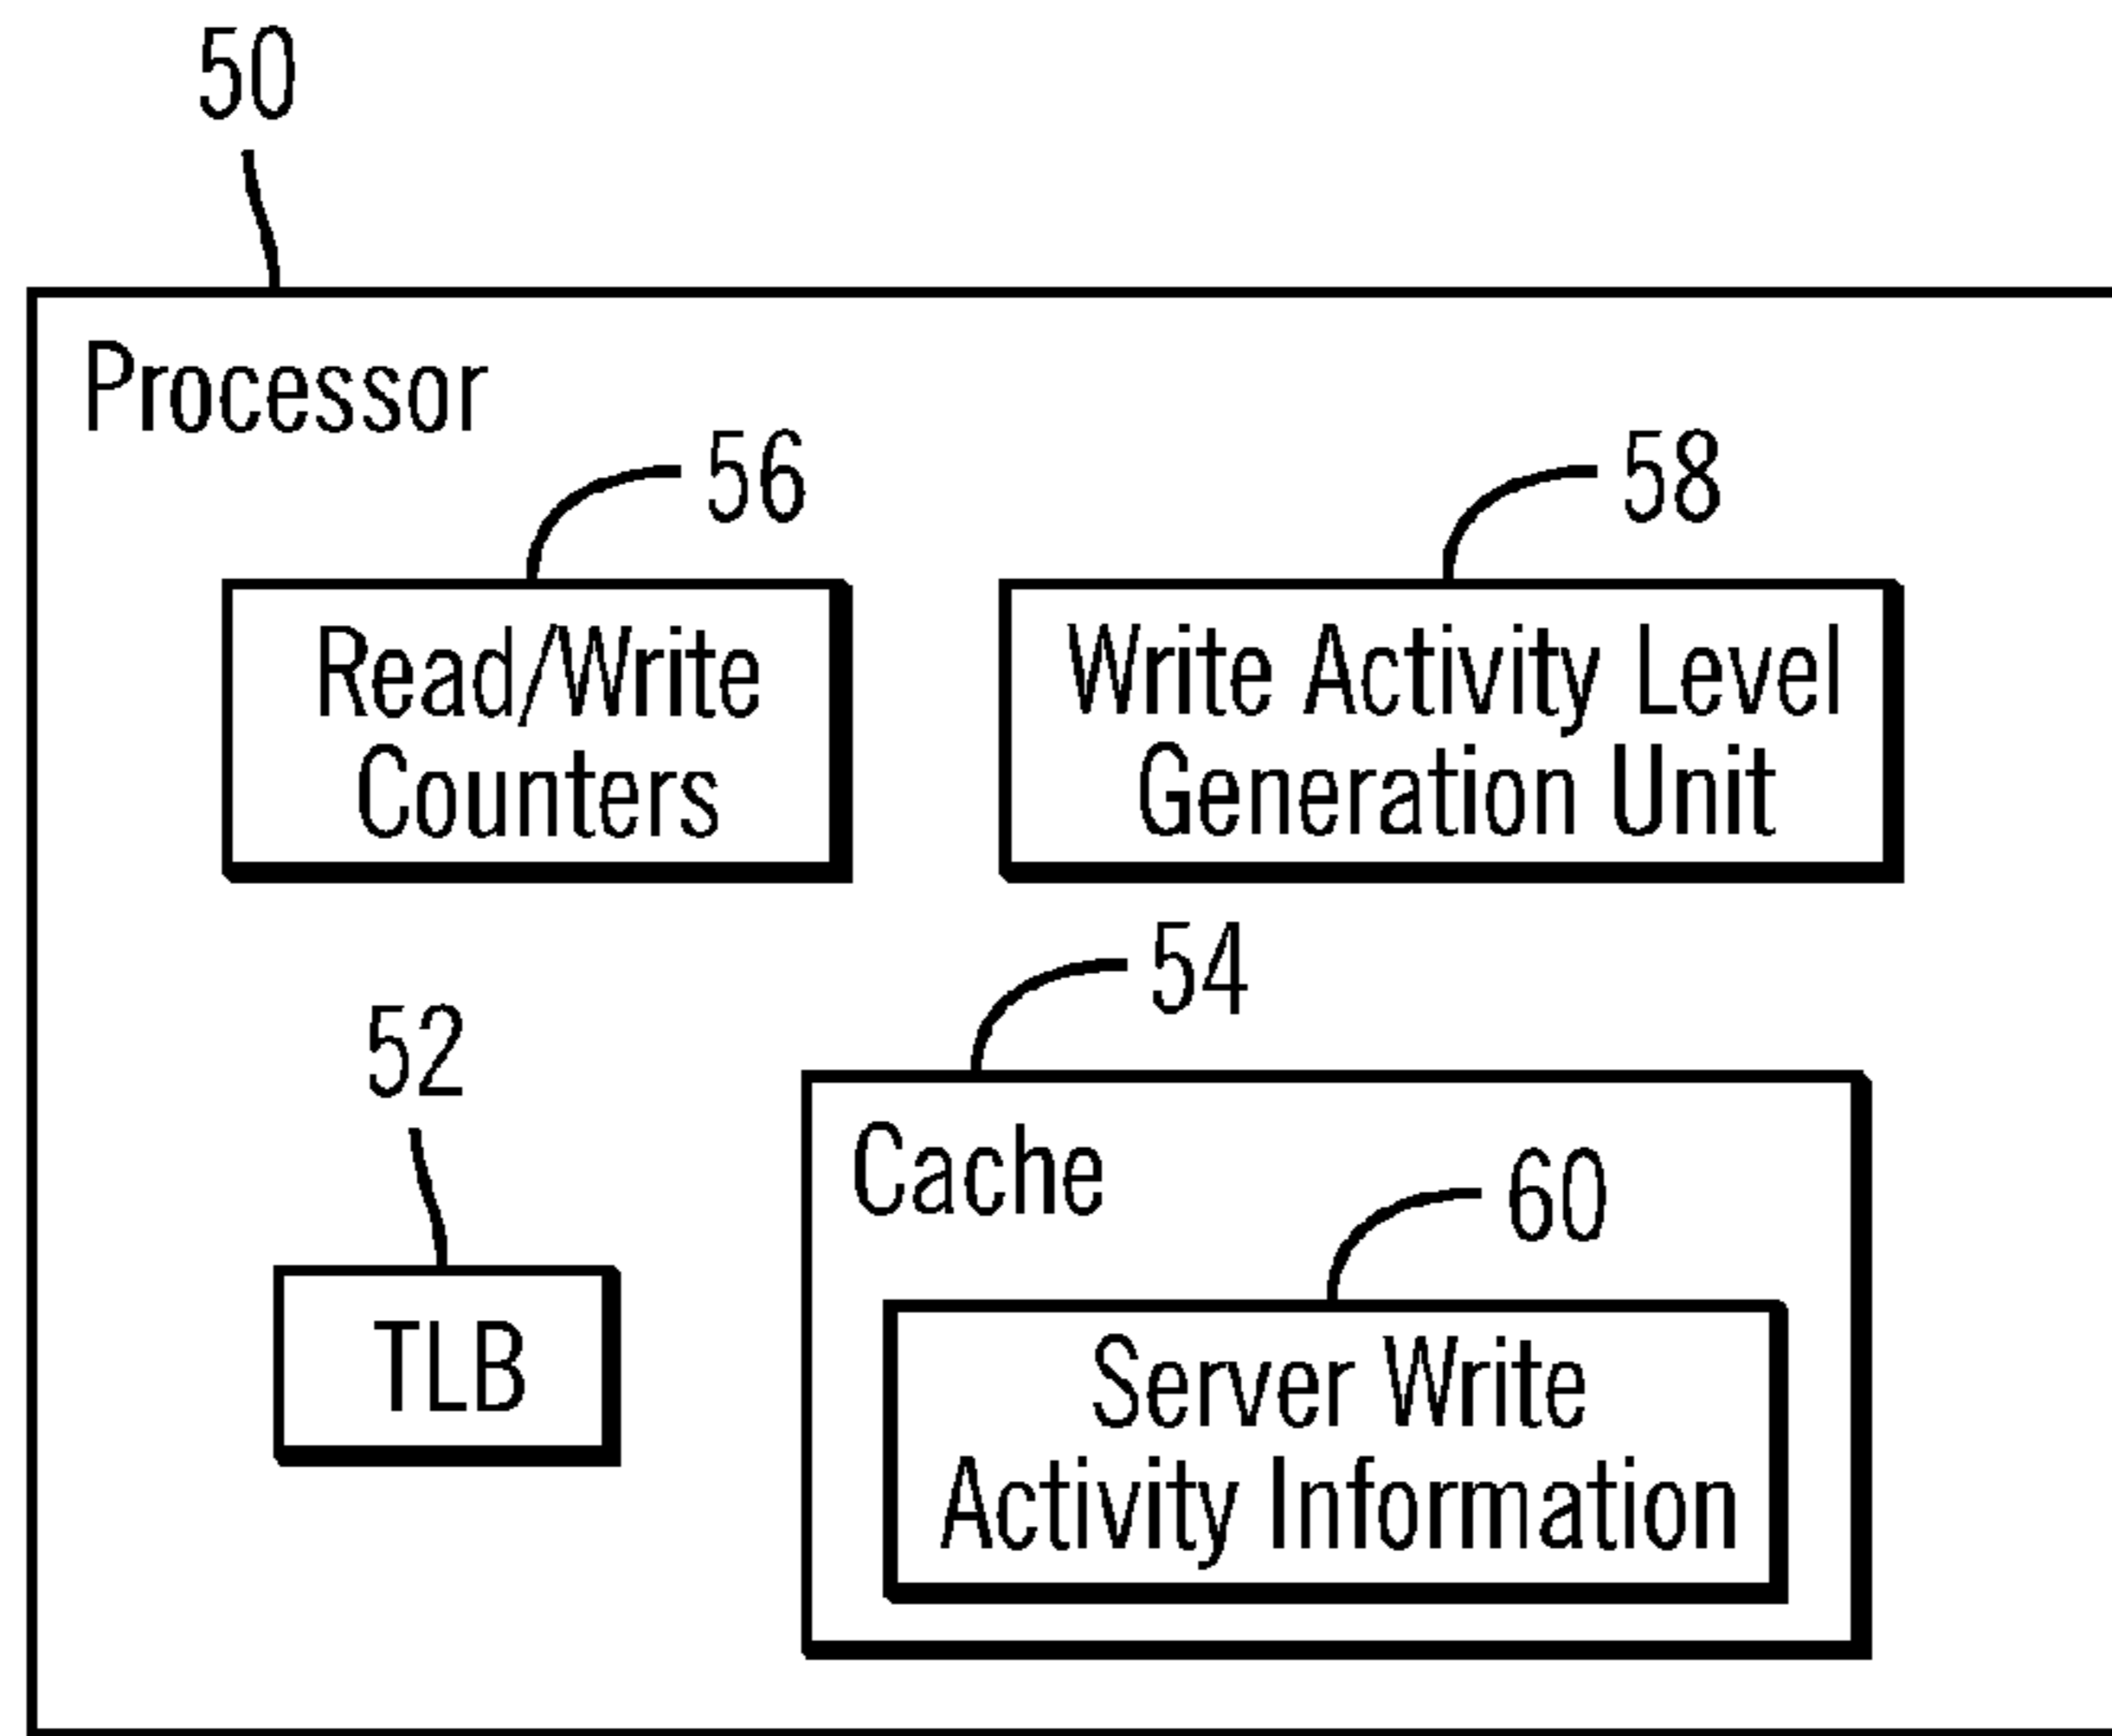 50
Processor
56
58
Read/Write
Counters
Write Activity Level
Generation Unit
54
52
Cache
60
TLB
Server Write
Activity Information